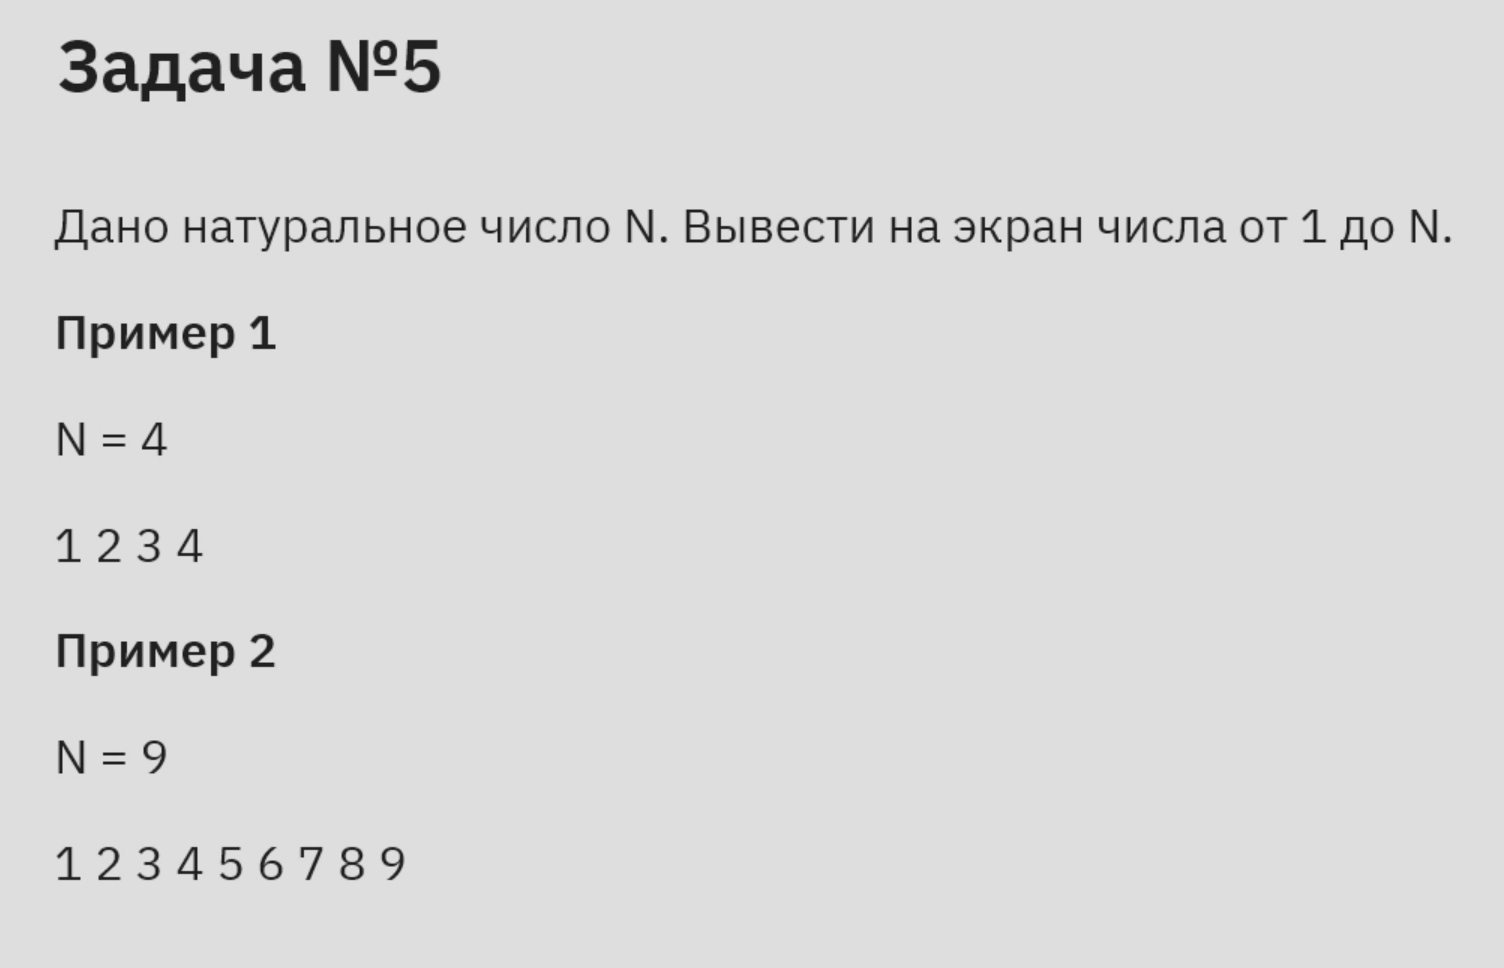 Задача №5
Дано натуральное число N. Вывести на экран числа от 1 до N.
Пример 1
N = 4
1 2 3 4
Пример 2
N = 9
1 2 3 4 5 6 7 8 9